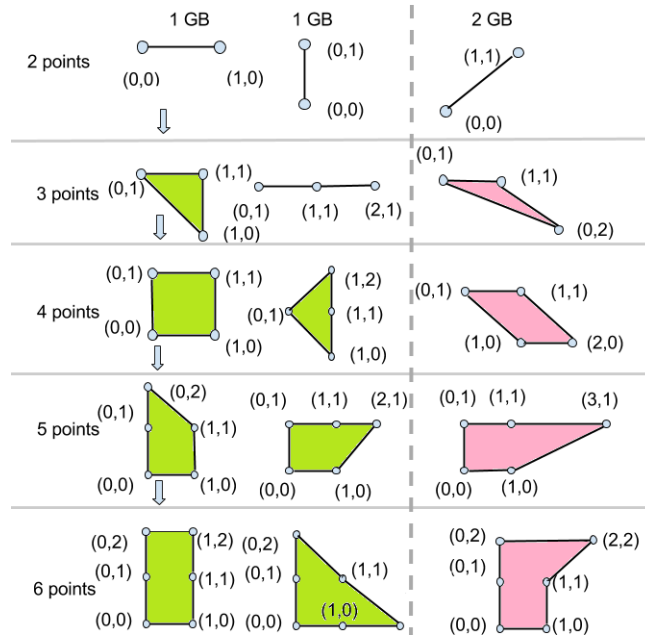 1 GB 1 GB 2 GB
2 points
(0,0) (1,0) (0,1) (0,0) (1,1) (0,0)
3 points
(0,1) (1,1) (1,0) (0,1) (1,1) (2,1) (0,1) (1,1) (0,2)
4 points
(0,1) (1,1) (0,0) (1,0) (1,2) (0,1) (1,1) (1,0) (0,1) (1,1) (1,0) (2,0)
5 points
(0,2) (0,1) (1,1) (0,0) (1,0) (0,1) (1,1) (2,1) (0,0) (1,0) (0,1) (1,1) (3,1) (0,0) (1,0)
6 points
(0,2) (1,2) (0,1) (1,1) (0,0) (1,0) (0,2) (0,1) (1,1) (0,0) (1,0) (0,2) (2,2) (0,1) (1,1) (0,0) (1,0)